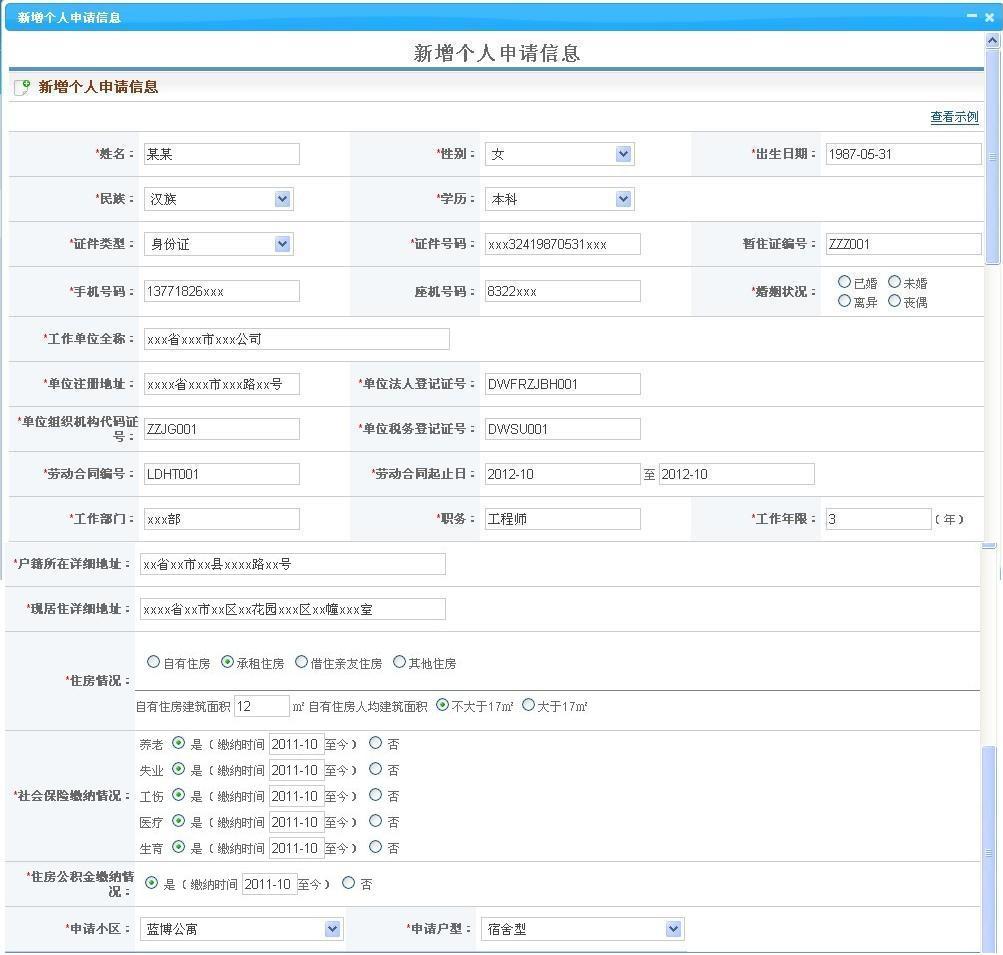 新增个人申请信息
新增个人申请信息
新增个人申请信息
查看示例
*姓名： 某某 *性别： 女 *出生日期： 1987-05-31
*民族： 汉族 *学历： 本科
*证件类型： 身份证 *证件号码： xxx32419870531xxx 暂住证编号： ZZZ001
*手机号码： 13771826xxx 座机号码： 8322xxx *婚姻状况： 已婚 未婚
离异 丧偶
*工作单位全称： xxx省xxx市xxx公司
*单位注册地址： xxxx省xxx市xxx路xx号 *单位法人登记证号： DWFRZJBH001
*单位组织机构代码证
号： ZZJG001 *单位税务登记证号： DWSU001
*劳动合同编号： LDHT001 *劳动合同起止日： 2012-10 至 2012-10
*工作部门： xxx部 *职务： 工程师 *工作年限： 3 （年）
*户籍所在详细地址： xx省xx市xx县xxxx路xx号
*现居住详细地址： xxxx省xx市xx区xx花园xxx区xx幢xxx室
*住房情况： 自有住房 承租住房 借住亲友住房 其他住房
自有住房建筑面积 12 ㎡ 自有住房人均建筑面积 不大于17㎡ 大于17㎡
*社会保险缴纳情况： 养老 是（ 缴纳时间 2011-10 至今） 否
失业 是（ 缴纳时间 2011-10 至今） 否
工伤 是（ 缴纳时间 2011-10 至今） 否
医疗 是（ 缴纳时间 2011-10 至今） 否
生育 是（ 缴纳时间 2011-10 至今） 否
*住房公积金缴纳情
况： 是（ 缴纳时间 2011-10 至今） 否
*申请小区： 蓝博公寓 *申请户型： 宿舍型